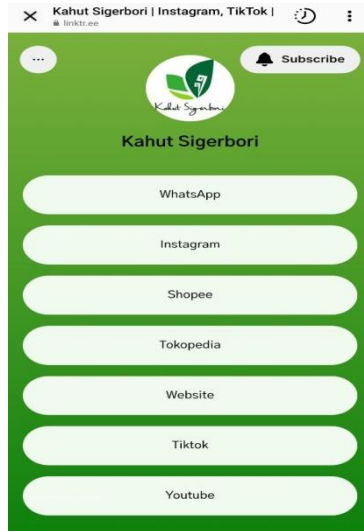 Kahut Sigerbori | Instagram, TikTok |
linktr.ee
...
Subscribe
Kahut Sigerbori
Kahut Sigerbori
WhatsApp
Instagram
Shopee
Tokopedia
Website
Tiktok
Youtube